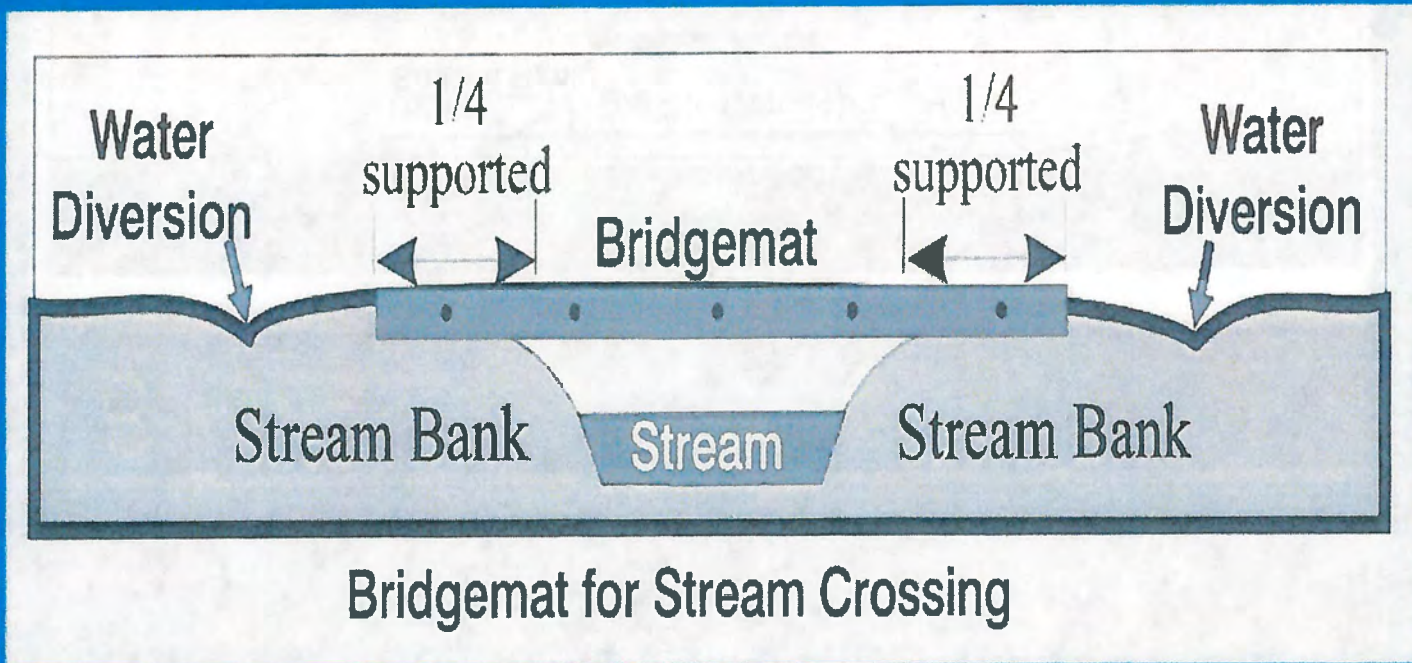 Water
Diversion
1/4
supported
Bridgemat
1/4
supported
Water
Diversion
Stream Bank
Stream
Stream Bank
Bridgemat for Stream Crossing